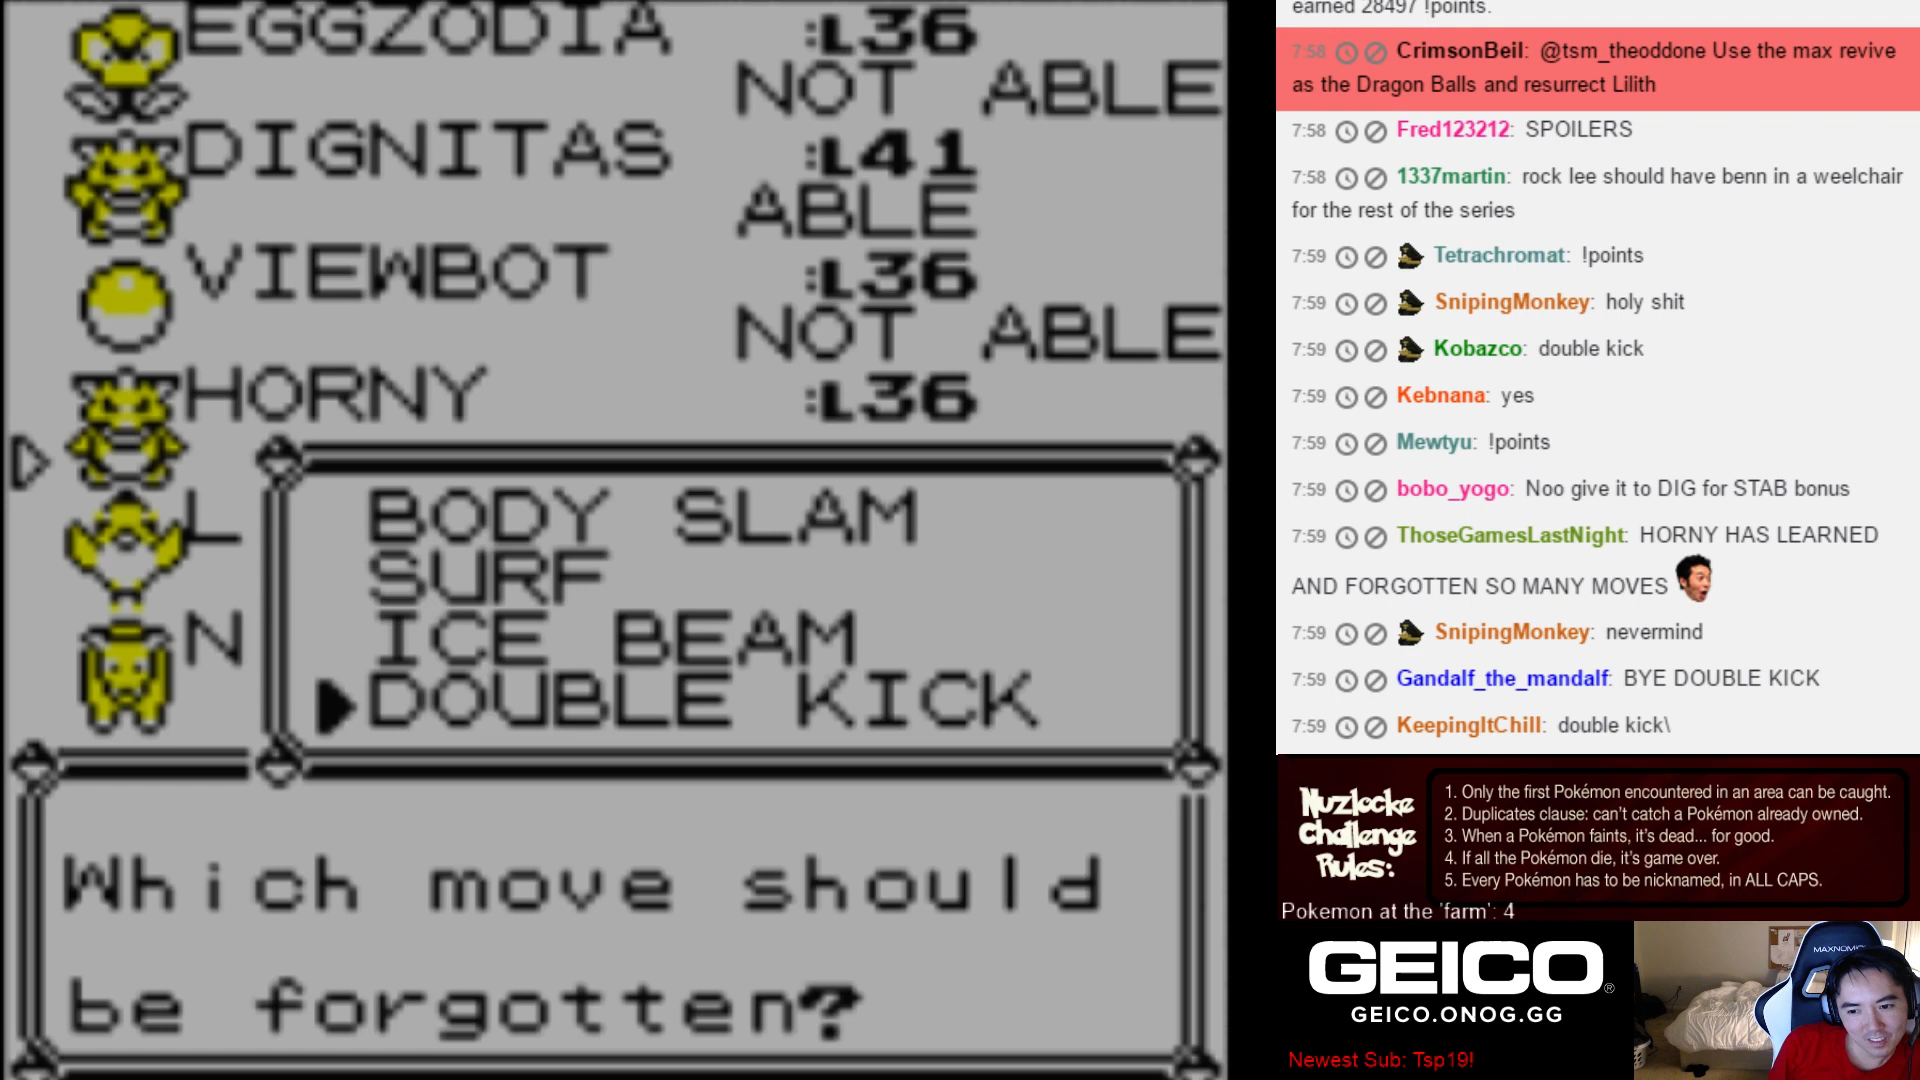 EGGZODIA :L36
NOT ABLE
DIGNITAS :L41
ABLE
VIEWBOT :L36
NOT ABLE
HORNY :L36
L
N
BODY SLAM
SURF
ICE BEAM
DOUBLE KICK
Which move should
be forgotten?
earned 28497 !points.
7:58 CrimsonBeil: @tsm_theoddone Use the max revive
as the Dragon Balls and resurrect Lilith
7:58 Fred123212: SPOILERS
7:58 1337martin: rock lee should have benn in a weelchair
for the rest of the series
7:59 Tetrachromat: !points
7:59 SnipingMonkey: holy shit
7:59 Kobazco: double kick
7:59 Kebnana: yes
7:59 Mewtyu: !points
7:59 bobo_yogo: Noo give it to DIG for STAB bonus
7:59 ThoseGamesLastNight: HORNY HAS LEARNED
AND FORGOTTEN SO MANY MOVES
7:59 SnipingMonkey: nevermind
7:59 Gandalf_the_mandalf: BYE DOUBLE KICK
7:59 KeepingItChill: double kick\
Nuzlocke
Challenge
Rules:
1. Only the first Pokémon encountered in an area can be caught.
2. Duplicates clause: can't catch a Pokémon already owned.
3. When a Pokémon faints, it's dead... for good.
4. If all the Pokémon die, it's game over.
5. Every Pokémon has to be nicknamed, in ALL CAPS.
Pokemon at the 'farm': 4
GEICO®
GEICO.ONOG.GG
Newest Sub: Tsp19!